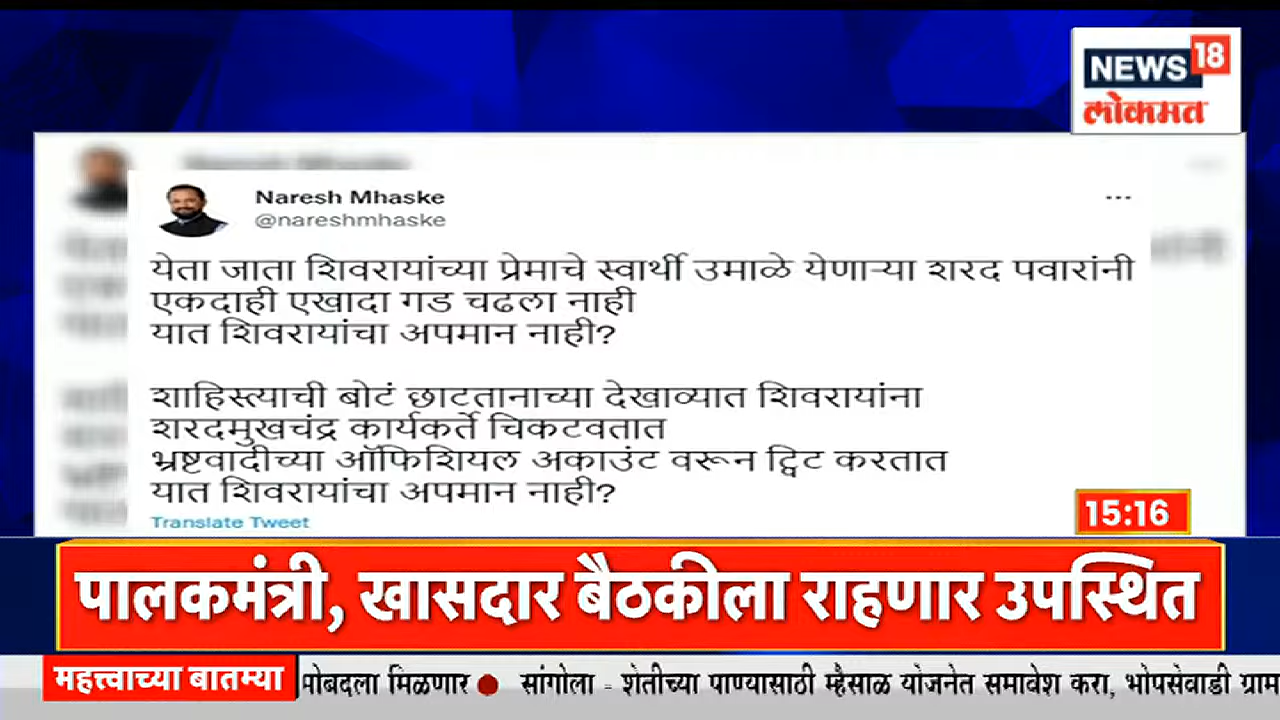 NEWS 18
लोकमत
Naresh Mhaske
@nareshmhaske
येता जाता शिवरायांच्या प्रेमाचे स्वार्थी उमाळे येणाऱ्या शरद पवारांनी
एकदाही एखादा गड चढला नाही
यात शिवरायांचा अपमान नाही?
शाहिस्त्याची बोटं छाटतानाच्या देखाव्यात शिवरायांना
शरदमुखचंद्र कार्यकर्ते चिकटवतात
भ्रष्टवादीच्या ऑफिशियल अकाउंट वरून ट्विट करतात
यात शिवरायांचा अपमान नाही?
Translate Tweet
15:16
पालकमंत्री, खासदार बैठकीला राहणार उपस्थित
महत्त्वाच्या बातम्या
मोबदला मिळणार ● सांगोला - शेतीच्या पाण्यासाठी म्हैसाळ योजनेत समावेश करा, भोपसेवाडी ग्राम